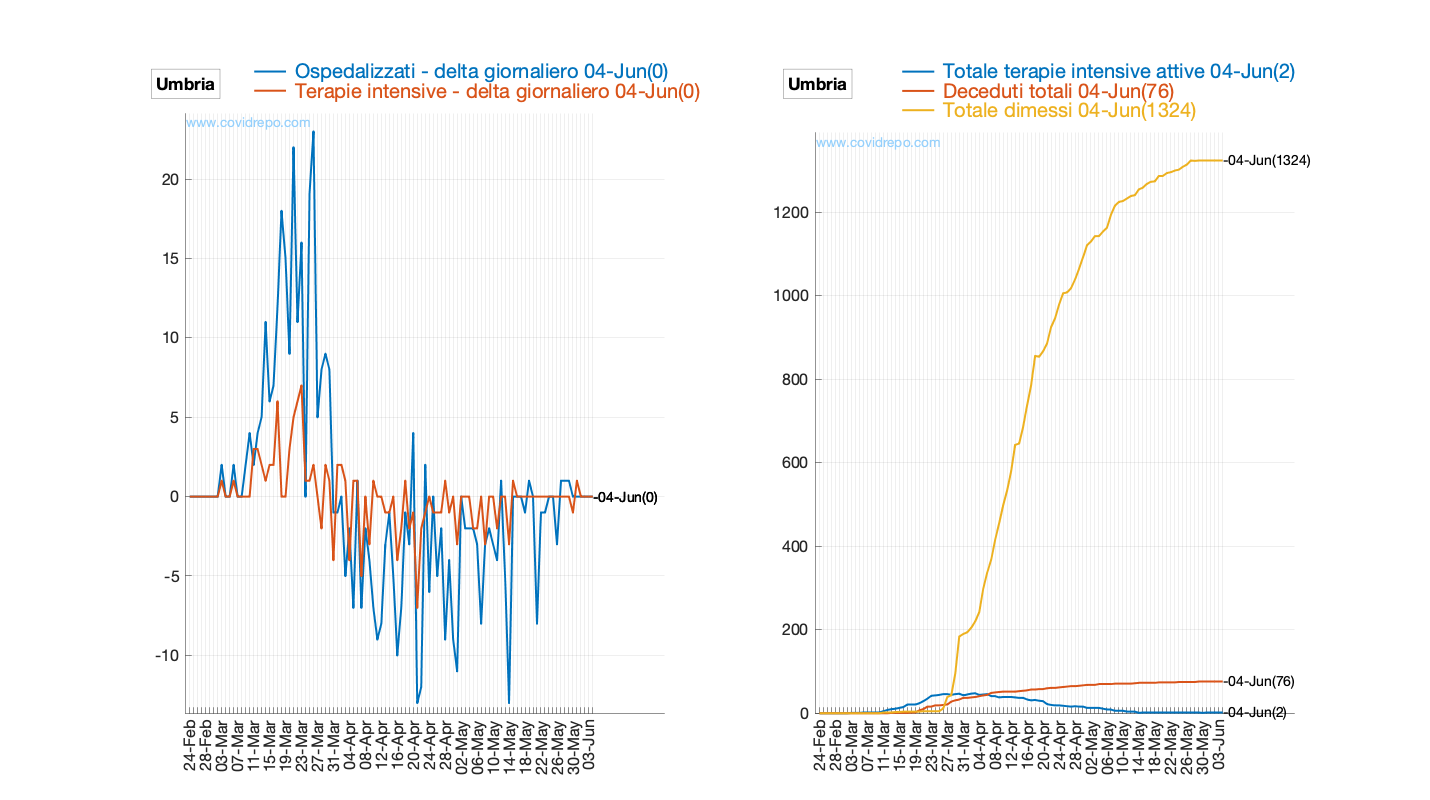 Umbria
Ospedalizzati - delta giornaliero 04-Jun(0)
Terapie intensive - delta giornaliero 04-Jun(0)
www.covidrepo.com
20
15
10
5
0
-5
-10
-04-Jun(0)
24-Feb
28-Feb
03-Mar
07-Mar
11-Mar
15-Mar
19-Mar
23-Mar
27-Mar
31-Mar
04-Apr
08-Apr
12-Apr
16-Apr
20-Apr
24-Apr
28-Apr
02-May
06-May
10-May
14-May
18-May
22-May
26-May
30-May
03-Jun
Umbria
Totale terapie intensive attive 04-Jun(2)
Deceduti totali 04-Jun(76)
Totale dimessi 04-Jun(1324)
www.covidrepo.com
1200
1000
800
600
400
200
0
-04-Jun(1324)
-04-Jun(76)
-04-Jun(2)
24-Feb
28-Feb
03-Mar
07-Mar
11-Mar
15-Mar
19-Mar
23-Mar
27-Mar
31-Mar
04-Apr
08-Apr
12-Apr
16-Apr
20-Apr
24-Apr
28-Apr
02-May
06-May
10-May
14-May
18-May
22-May
26-May
30-May
03-Jun